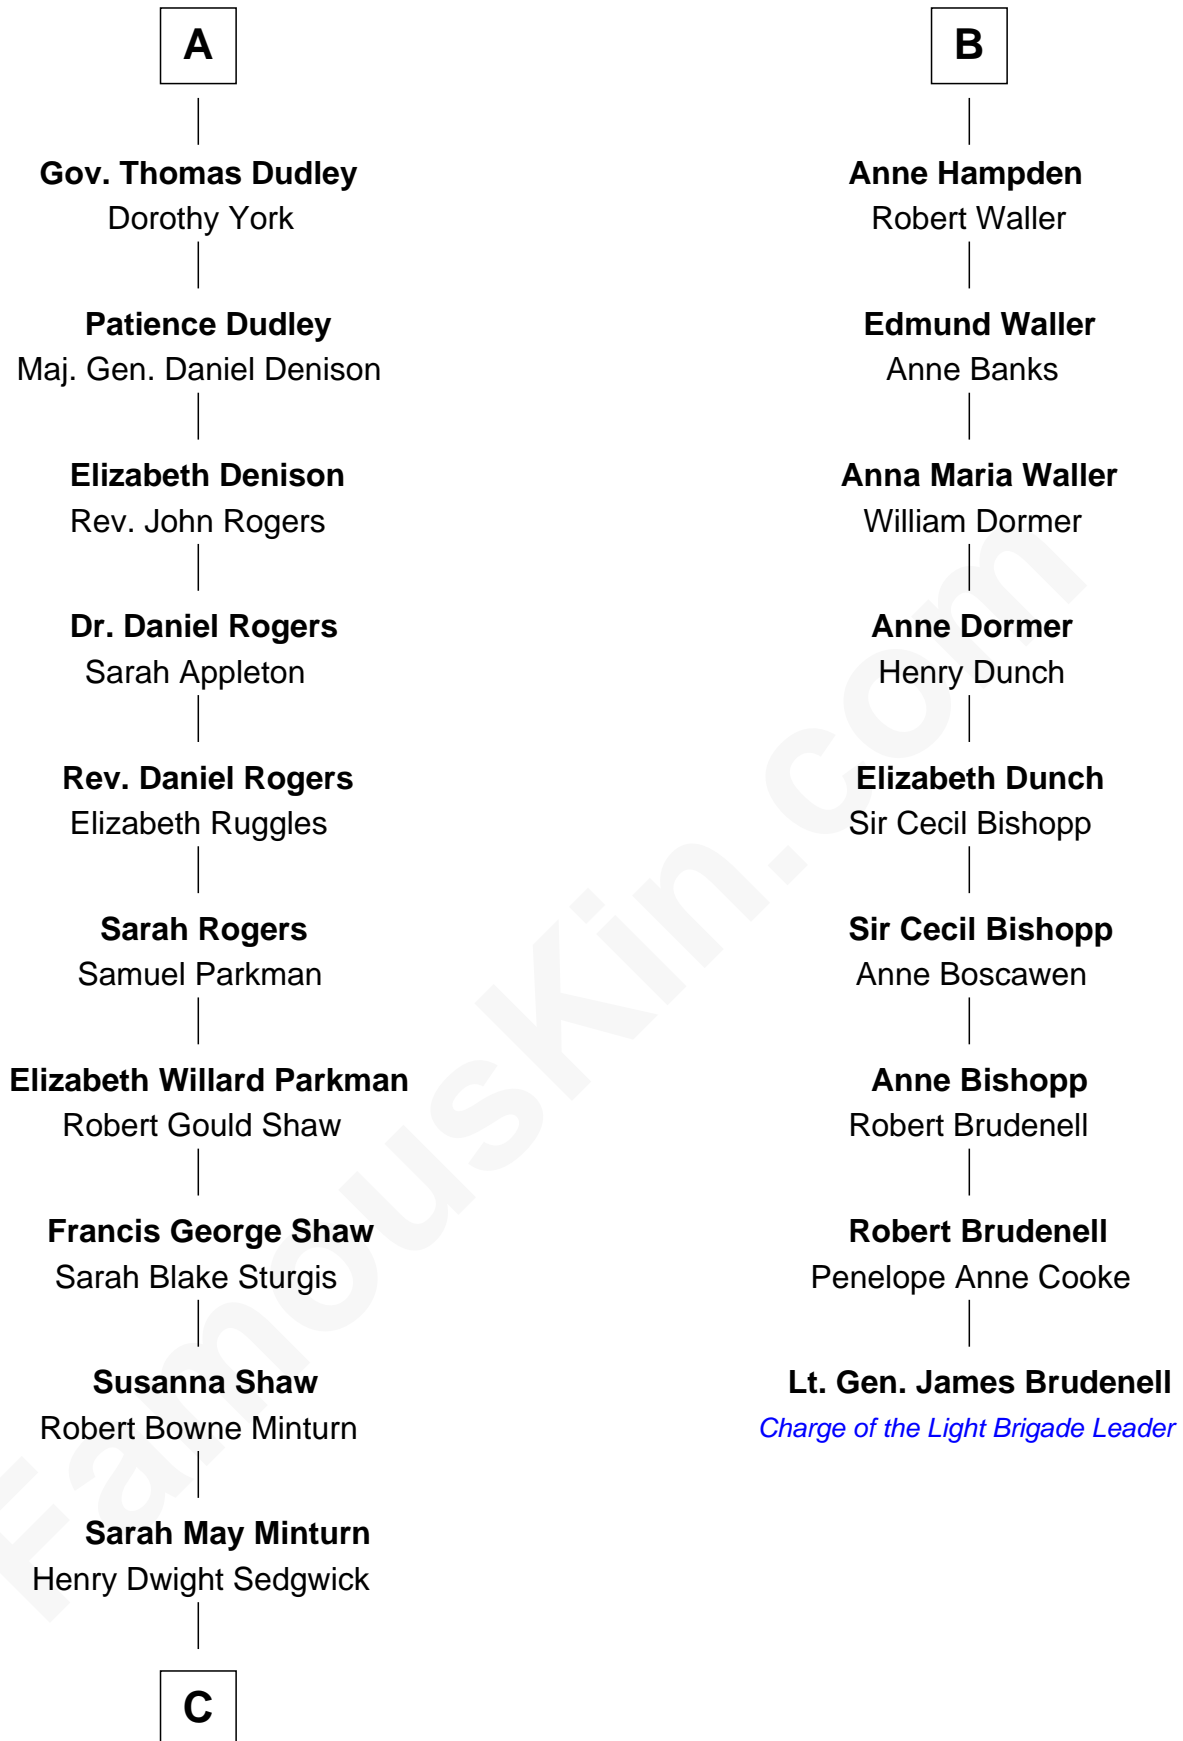 A
Gov. Thomas Dudley
Dorothy York
Patience Dudley
Maj. Gen. Daniel Denison
Elizabeth Denison
Rev. John Rogers
Dr. Daniel Rogers
Sarah Appleton
Rev. Daniel Rogers
Elizabeth Ruggles
Sarah Rogers
Samuel Parkman
Elizabeth Willard Parkman
Robert Gould Shaw
Francis George Shaw
Sarah Blake Sturgis
Susanna Shaw
Robert Bowne Minturn
Sarah May Minturn
Henry Dwight Sedgwick
C
B
Anne Hampden
Robert Waller
Edmund Waller
Anne Banks
Anna Maria Waller
William Dormer
Anne Dormer
Henry Dunch
Elizabeth Dunch
Sir Cecil Bishopp
Sir Cecil Bishopp
Anne Boscawen
Anne Bishopp
Robert Brudenell
Robert Brudenell
Penelope Anne Cooke
Lt. Gen. James Brudenell
Charge of the Light Brigade Leader
FamousKin.com